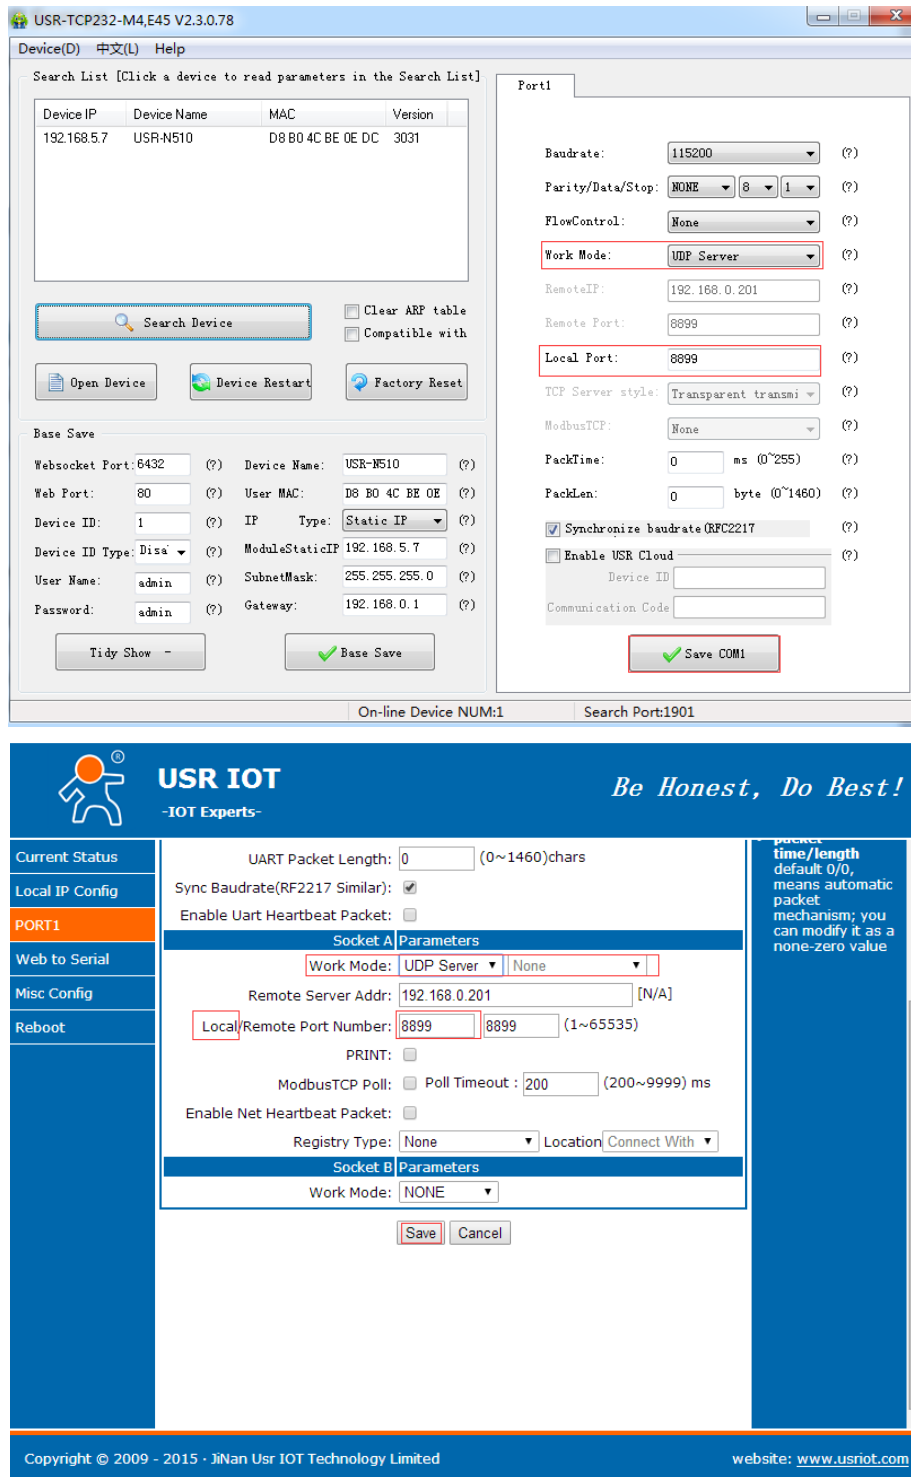 USR-TCP232-M4,E45 V2.3.0.78
Device(D) 中文(L) Help
Search List [Click a device to read parameters in the Search List]
Device IP Device Name MAC Version
192.168.5.7 USR-N510 D8 B0 4C BE 0E DC 3031
Search Device
Clear ARP table
Compatible with
Open Device
Device Restart
Factory Reset
Base Save
Websocket Port: 6432 (?) Device Name: USR-N510 (?)
Web Port: 80 (?) User MAC: D8 B0 4C BE 0E (?)
Device ID: 1 (?) IP Type: Static IP (?)
Device ID Type: Disa (?) ModuleStaticIP 192.168.5.7 (?)
User Name: admin (?) SubnetMask: 255.255.255.0 (?)
Password: admin (?) Gateway: 192.168.0.1 (?)
Tidy Show -
Base Save
Port1
Baudrate: 115200 (?)
Parity/Data/Stop: NONE 8 1 (?)
FlowControl: None (?)
Work Mode: UDP Server (?)
RemoteIP: 192.168.0.201 (?)
Remote Port: 8899 (?)
Local Port: 8899 (?)
TCP Server style: Transparent transmi (?)
ModbusTCP: None (?)
PackTime: 0 ms (0~255) (?)
PackLen: 0 byte (0~1460) (?)
Synchronize baudrate(RFC2217 (?)
Enable USR Cloud (?)
Device ID
Communication Code
Save COM1
On-line Device NUM:1 Search Port:1901
®
USR IOT
-IOT Experts-
Be Honest, Do Best!
Current Status
Local IP Config
PORT1
Web to Serial
Misc Config
Reboot
UART Packet Length: 0 (0~1460)chars
Sync Baudrate(RF2217 Similar):
Enable Uart Heartbeat Packet:
Socket A Parameters
Work Mode: UDP Server None
Remote Server Addr: 192.168.0.201 [N/A]
Local/Remote Port Number: 8899 8899 (1~65535)
PRINT:
ModbusTCP Poll: Poll Timeout : 200 (200~9999) ms
Enable Net Heartbeat Packet:
Registry Type: None Location Connect With
Socket B Parameters
Work Mode: NONE
Save Cancel
packet
time/length
default 0/0,
means automatic
packet
mechanism; you
can modify it as a
none-zero value
Copyright © 2009 - 2015 · JiNan Usr IOT Technology Limited
website: www.usriot.com